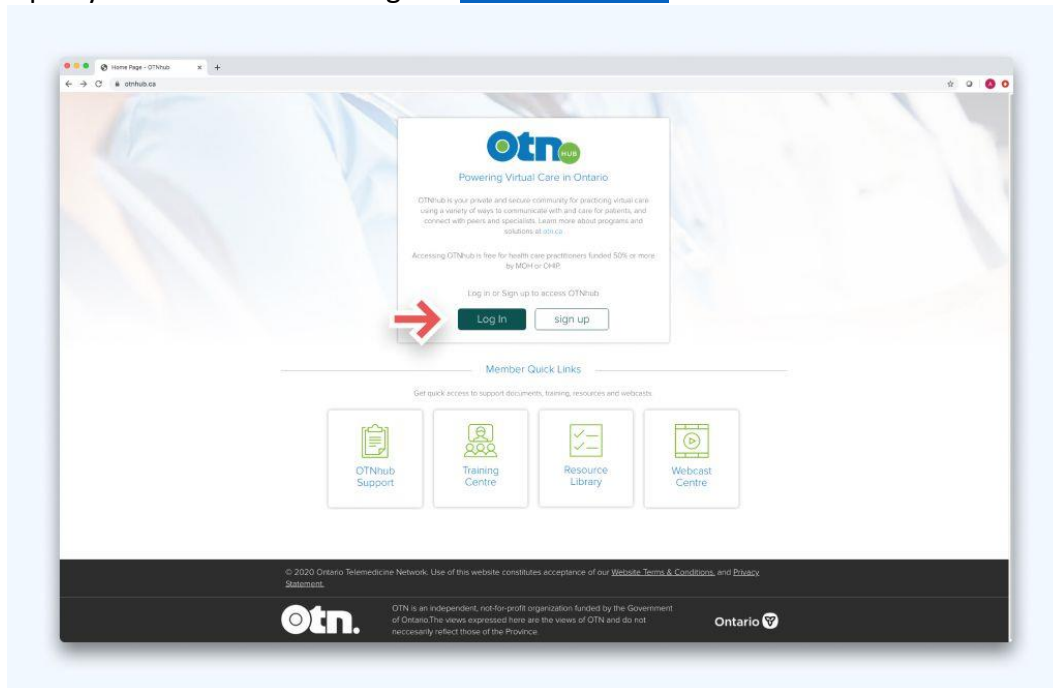 Home Page - OTNhub
otnhub.ca
Otn HUB
Powering Virtual Care in Ontario
OTNhub is your private and secure community for practicing virtual care
using a variety of ways to communicate with and care for patients, and
connect with peers and specialists. Learn more about programs and
solutions at otn.ca
Accessing OTNhub is free for health care practitioners funded 50% or more
by MOH or OHIP.
Log in or Sign up to access OTNhub
Log In
sign up
Member Quick Links
Get quick access to support documents, training, resources and webcasts.
OTNhub
Support
Training
Centre
Resource
Library
Webcast
Centre
© 2020 Ontario Telemedicine Network. Use of this website constitutes acceptance of our Website Terms & Conditions, and Privacy
Statement.
Otn.
OTN is an independent, not-for-profit organization funded by the Government
of Ontario.The views expressed here are the views of OTN and do not
neccesarily reflect those of the Province
Ontario